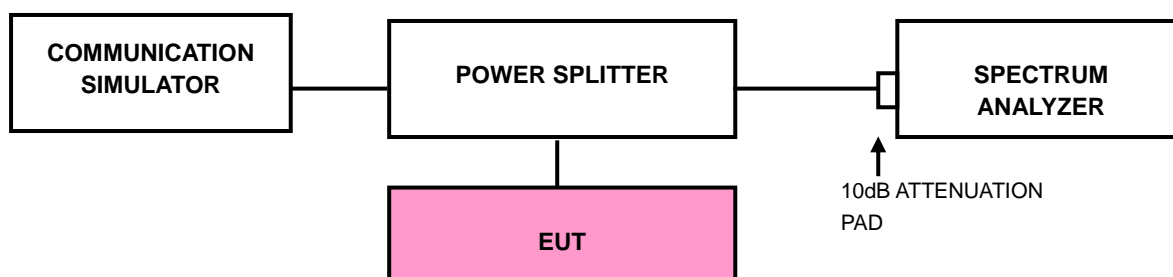 COMMUNICATION
SIMULATOR
POWER SPLITTER
SPECTRUM
ANALYZER
10dB ATTENUATION
PAD
EUT